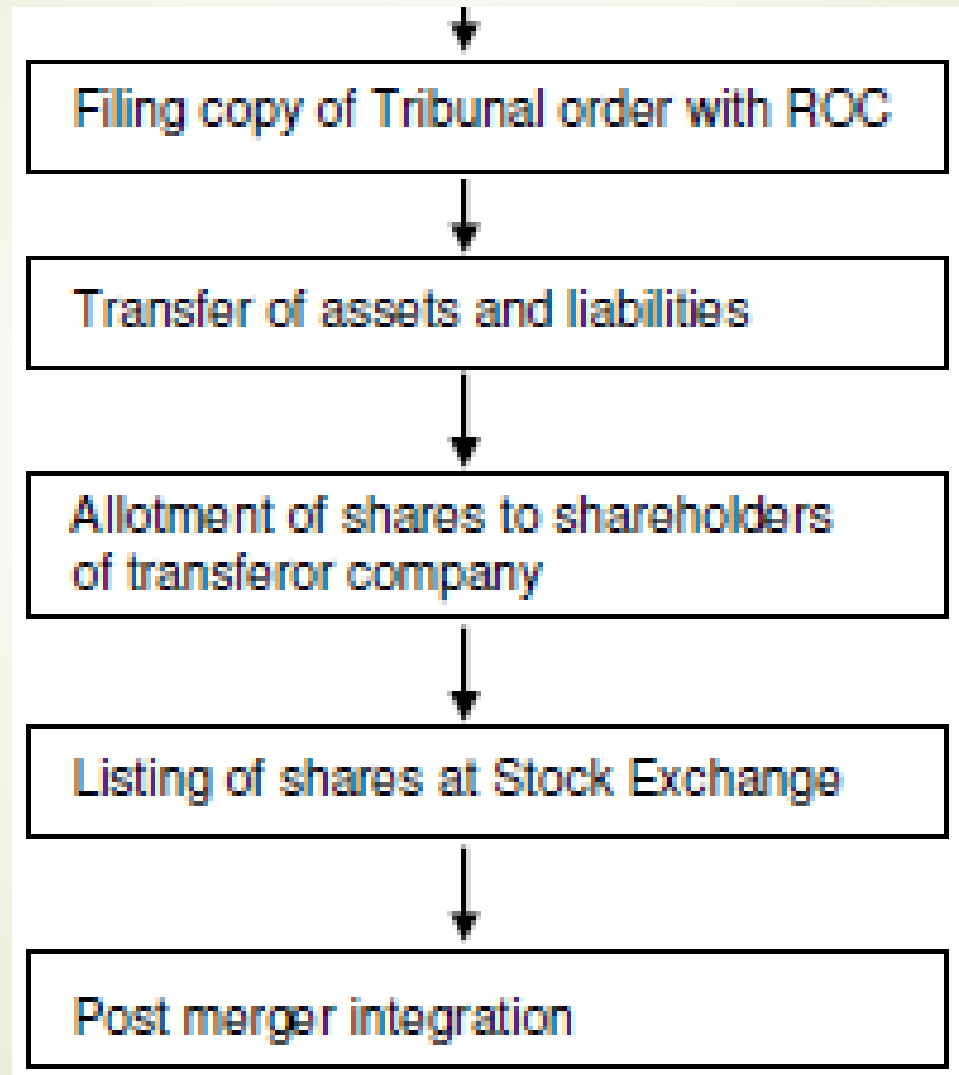 Filing copy of Tribunal order with ROC
Transfer of assets and liabilities
Allotment of shares to shareholders
of transferor company
Listing of shares at Stock Exchange
Post merger integration